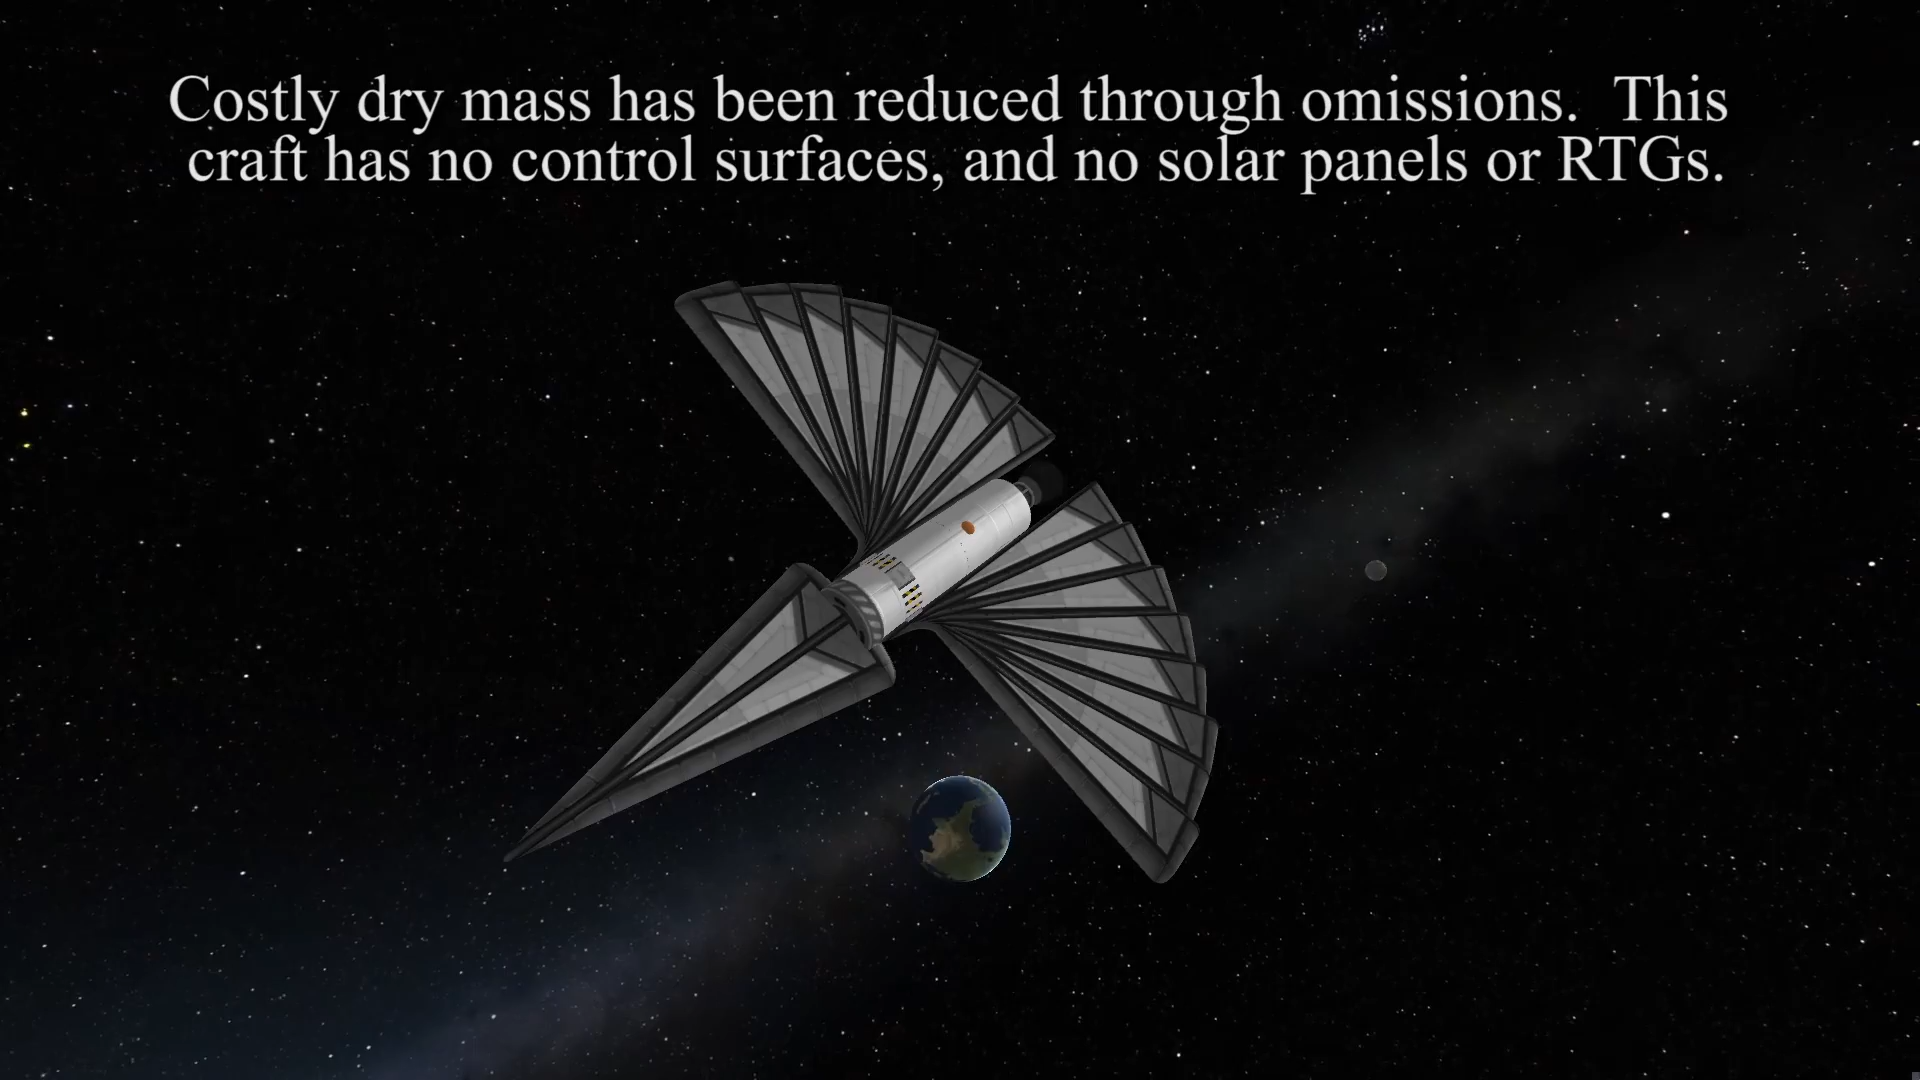 Costly dry mass has been reduced through omissions.  This
craft has no control surfaces, and no solar panels or RTGs.